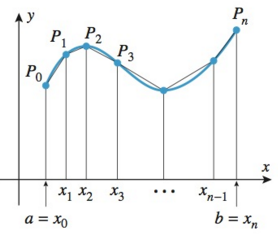 y
P₀ P₁ P₂ P₃ Pₙ
x
x₁ x₂ x₃ ⋯ xₙ₋₁
a = x₀ b = xₙ